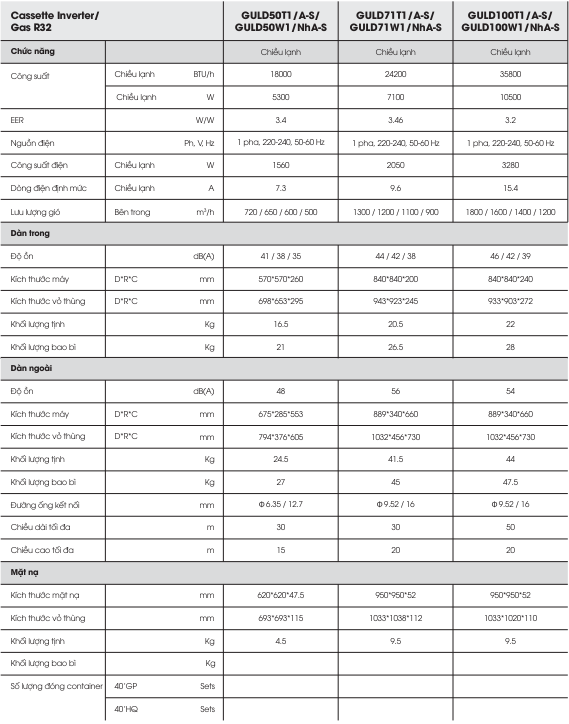 Cassette Inverter/ GULD50T1/A-S/ GULD71T1/A-S/ GULD100T1/A-S/
Gas R32 GULD50W1/NhA-S GULD71W1/NhA-S GULD100W1/NhA-S
Chức năng Chiều lạnh Chiều lạnh Chiều lạnh
Công suất Chiều lạnh BTU/h 18000 24200 35800
Chiều lạnh W 5300 7100 10500
EER W/W 3.4 3.46 3.2
Nguồn điện Ph, V, Hz 1 pha, 220-240, 50-60 Hz 1 pha, 220-240, 50-60 Hz 1 pha, 220-240, 50-60 Hz
Công suất điện Chiều lạnh W 1560 2050 3280
Dòng điện định mức Chiều lạnh A 7.3 9.6 15.4
Lưu lượng gió Bên trong m³/h 720 / 650 / 600 / 500 1300 / 1200 / 1100 / 900 1800 / 1600 / 1400 / 1200
Dàn trong
Độ ồn dB(A) 41 / 38 / 35 44 / 42 / 38 46 / 42 / 39
Kích thước máy D*R*C mm 570*570*260 840*840*200 840*840*240
Kích thước vỏ thùng D*R*C mm 698*653*295 943*923*245 933*903*272
Khối lượng tịnh Kg 16.5 20.5 22
Khối lượng bao bì Kg 21 26.5 28
Dàn ngoài
Độ ồn dB(A) 48 56 54
Kích thước máy D*R*C mm 675*285*553 889*340*660 889*340*660
Kích thước vỏ thùng D*R*C mm 794*376*605 1032*456*730 1032*456*730
Khối lượng tịnh Kg 24.5 41.5 44
Khối lượng bao bì Kg 27 45 47.5
Đường ống kết nối mm Φ 6.35 / 12.7 Φ 9.52 / 16 Φ 9.52 / 16
Chiều dài tối đa m 30 30 50
Chiều cao tối đa m 15 20 20
Mặt nạ
Kích thước mặt nạ mm 620*620*47.5 950*950*52 950*950*52
Kích thước vỏ thùng mm 693*693*115 1033*1038*112 1033*1020*110
Khối lượng tịnh Kg 4.5 9.5 9.5
Khối lượng bao bì Kg
Số lượng đóng container 40'GP Sets
40'HQ Sets